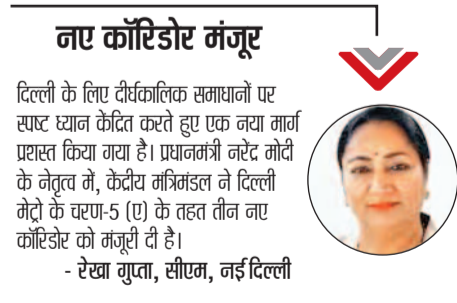 नए कॉरिडोर मंजूर
दिल्ली के लिए दीर्घकालिक समाधानों पर
स्पष्ट ध्यान केंद्रित करते हुए एक नया मार्ग
प्रशस्त किया गया है। प्रधानमंत्री नरेंद्र मोदी
के नेतृत्व में, केंद्रीय मंत्रिमंडल ने दिल्ली
मेट्रो के चरण-5 (ए) के तहत तीन नए
कॉरिडोर को मंजूरी दी है।
- रेखा गुप्ता, सीएम, नई दिल्ली